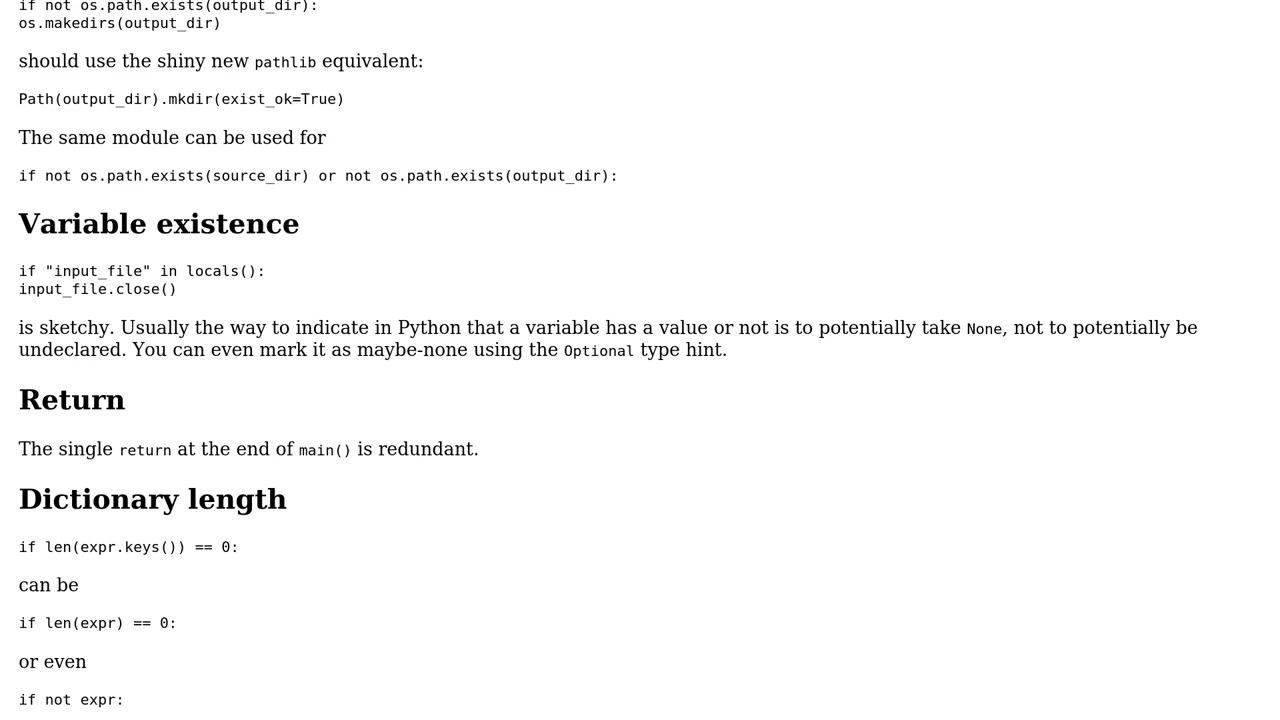 if not os.path.exists(output_dir):
os.makedirs(output_dir)
should use the shiny new pathlib equivalent:
Path(output_dir).mkdir(exist_ok=True)
The same module can be used for
if not os.path.exists(source_dir) or not os.path.exists(output_dir):
Variable existence
if "input_file" in locals():
input_file.close()
is sketchy. Usually the way to indicate in Python that a variable has a value or not is to potentially take None, not to potentially be
undeclared. You can even mark it as maybe-none using the Optional type hint.
Return
The single return at the end of main() is redundant.
Dictionary length
if len(expr.keys()) == 0:
can be
if len(expr) == 0:
or even
if not expr: